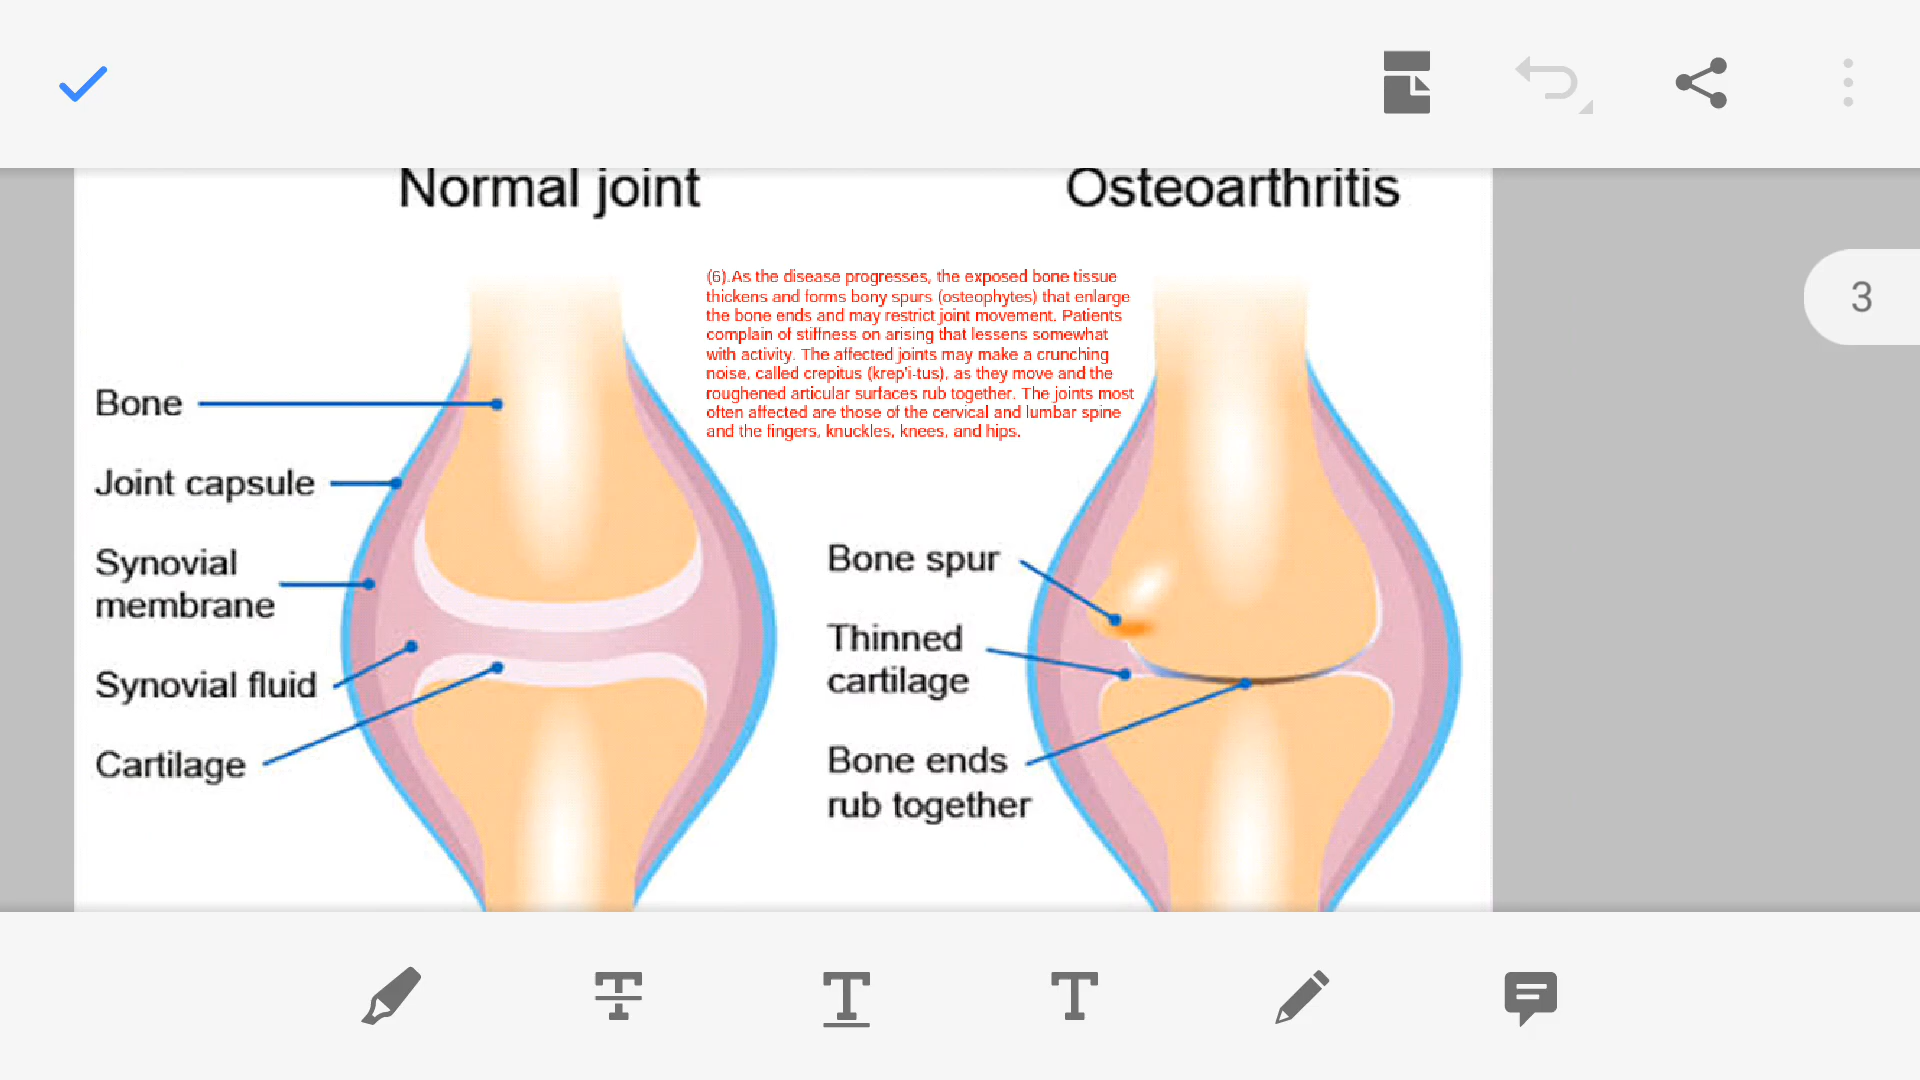 Normal joint
Osteoarthritis
(6).As the disease progresses, the exposed bone tissue
thickens and forms bony spurs (osteophytes) that enlarge
the bone ends and may restrict joint movement. Patients
complain of stiffness on arising that lessens somewhat
with activity. The affected joints may make a crunching
noise, called crepitus (krep'i-tus), as they move and the
roughened articular surfaces rub together. The joints most
often affected are those of the cervical and lumbar spine
and the fingers, knuckles, knees, and hips.
3
Bone
Joint capsule
Synovial
membrane
Synovial fluid
Cartilage
Bone spur
Thinned
cartilage
Bone ends
rub together